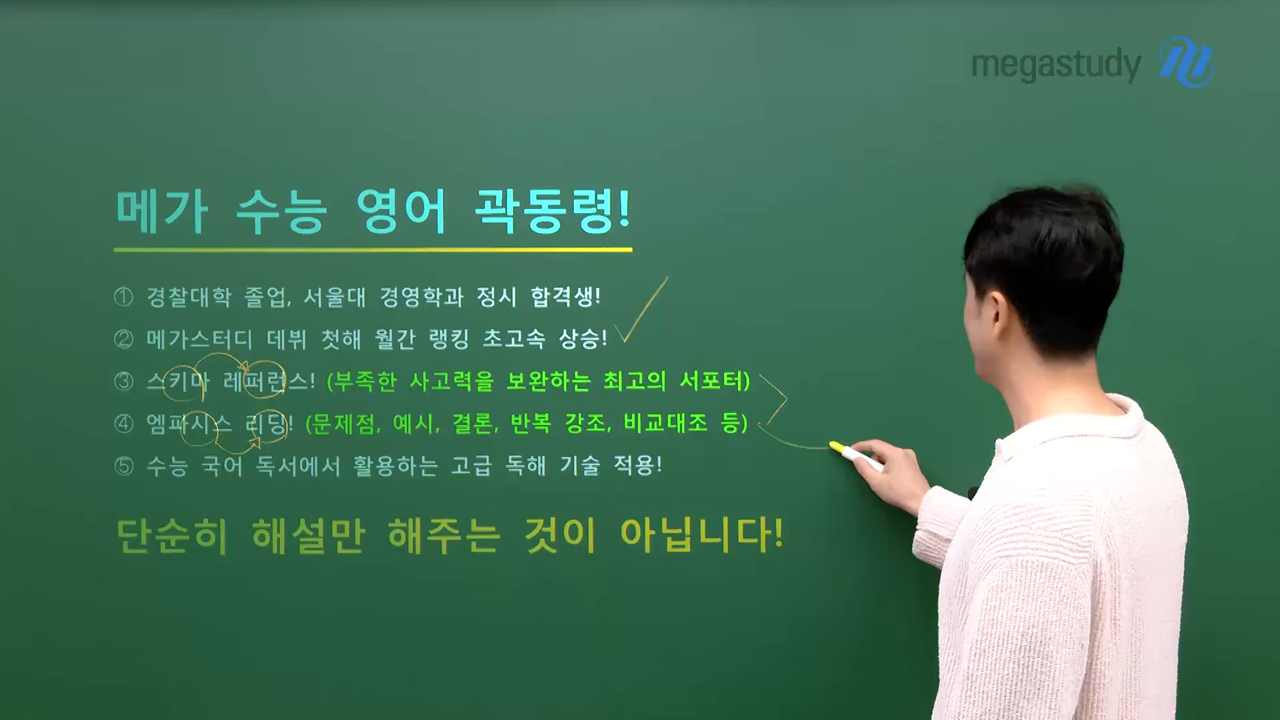 megastudy
메가 수능 영어 곽동령!
① 경찰대학 졸업, 서울대 경영학과 정시 합격생!
② 메가스터디 데뷔 첫해 월간 랭킹 초고속 상승!
③ 스키마 레퍼런스! (부족한 사고력을 보완하는 최고의 서포터)
④ 엠파시스 리딩! (문제점, 예시, 결론, 반복 강조, 비교대조 등)
⑤ 수능 국어 독서에서 활용하는 고급 독해 기술 적용!
단순히 해설만 해주는 것이 아닙니다!